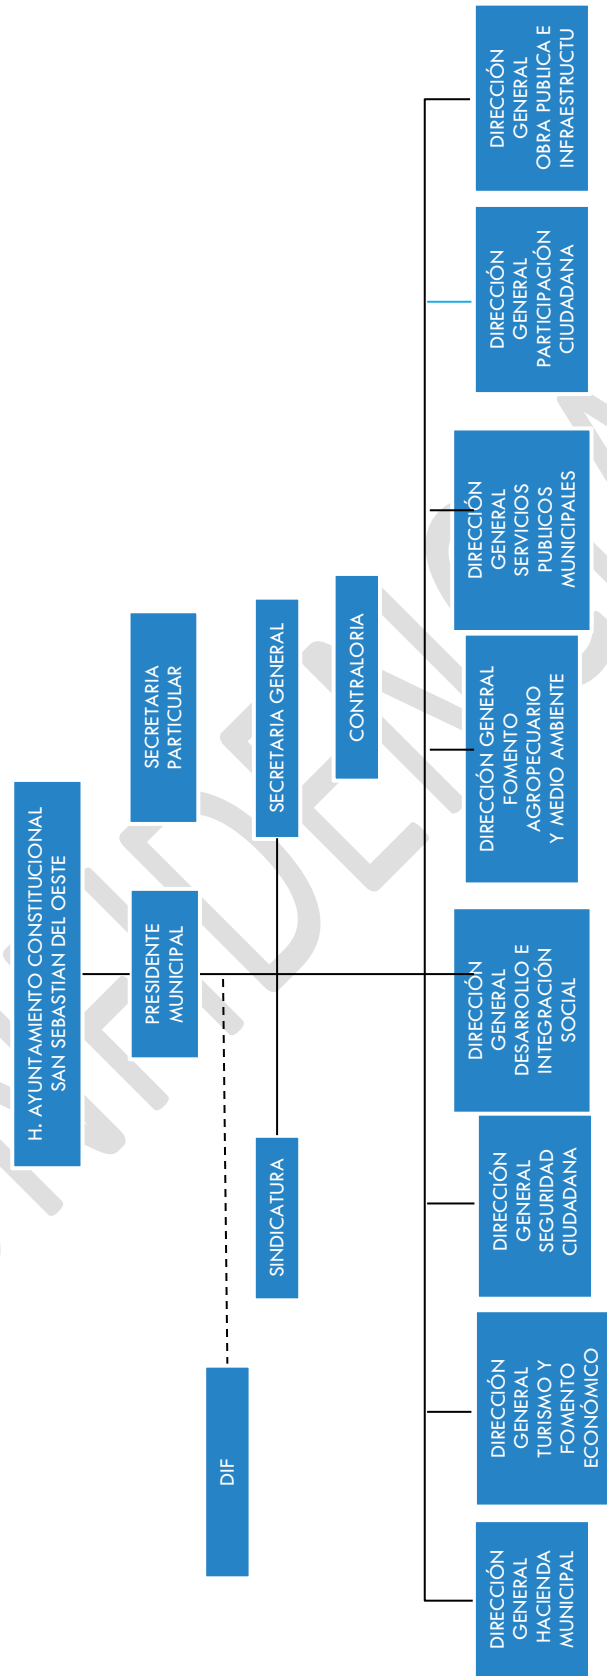 H. AYUNTAMIENTO CONSTITUCIONAL
SAN SEBASTIAN DEL OESTE
PRESIDENTE
MUNICIPAL
SECRETARIA
PARTICULAR
DIF
SINDICATURA
SECRETARIA GENERAL
CONTRALORIA
DIRECCIÓN
GENERAL
HACIENDA
MUNICIPAL
DIRECCIÓN
GENERAL
TURISMO Y
FOMENTO
ECONÓMICO
DIRECCIÓN
GENERAL
SEGURIDAD
CIUDADANA
DIRECCIÓN
GENERAL
DESARROLLO E
INTEGRACIÓN
SOCIAL
DIRECCIÓN GENERAL
FOMENTO
AGROPECUARIO
Y MEDIO AMBIENTE
DIRECCIÓN
GENERAL
SERVICIOS
PUBLICOS
MUNICIPALES
DIRECCIÓN
GENERAL
PARTICIPACIÓN
CIUDADANA
DIRECCIÓN
GENERAL
OBRA PUBLICA E
INFRAESTRUCTU